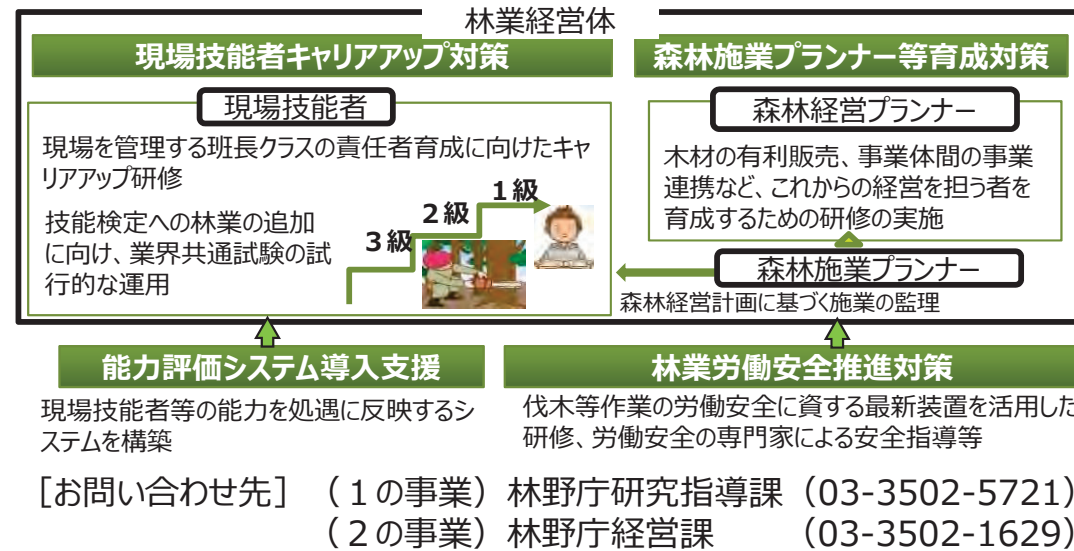 林業経営体
現場技能者キャリアアップ対策
現場技能者
現場を管理する班長クラスの責任者育成に向けたキャ
リアアップ研修
技能検定への林業の追加
に向け、業界共通試験の試
行的な運用
3級
2級
1級
森林施業プランナー等育成対策
森林経営プランナー
木材の有利販売、事業体間の事業
連携など、これからの経営を担う者を
育成するための研修の実施
森林施業プランナー
森林経営計画に基づく施業の監理
能力評価システム導入支援
現場技能者等の能力を処遇に反映するシ
ステムを構築
林業労働安全推進対策
伐木等作業の労働安全に資する最新装置を活用した
研修、労働安全の専門家による安全指導等
[お問い合わせ先] (1の事業) 林野庁研究指導課 (03-3502-5721)
(2の事業) 林野庁経営課 (03-3502-1629)